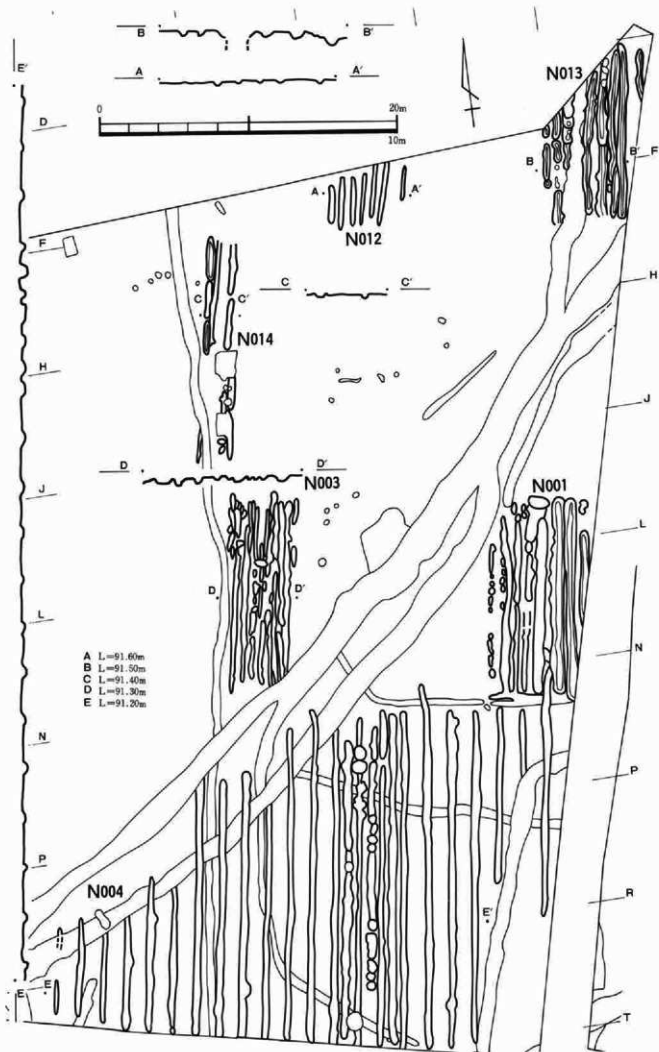 B B'
E'
A A'
0 20m
10m
N013
D
B B' F
A A'
N012
F
H
C C'
C C'
N014
H
J
D D'
N003
J
N001
L
D D'
L
A L=91.60m
B L=91.50m
C L=91.40m
D L=91.30m
E L=91.20m
N
N
P
P
N004
R
E'
E E
T